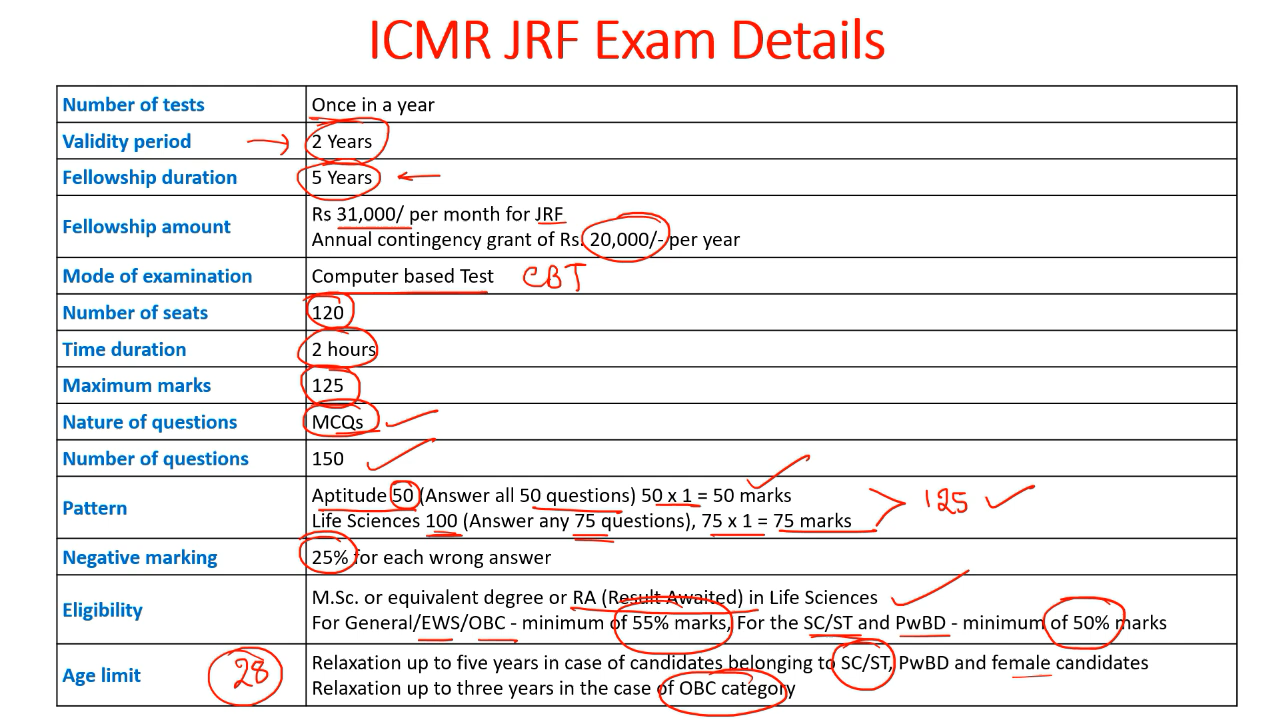 ICMR JRF Exam Details
Number of tests Once in a year
Validity period 2 Years
Fellowship duration 5 Years
Fellowship amount
Rs 31,000/ per month for JRF
Annual contingency grant of Rs. 20,000/- per year
Mode of examination Computer based Test CBT
Number of seats 120
Time duration 2 hours
Maximum marks 125
Nature of questions MCQs
Number of questions 150
Pattern
Aptitude 50 (Answer all 50 questions) 50 x 1 = 50 marks
Life Sciences 100 (Answer any 75 questions), 75 x 1 = 75 marks
125
Negative marking 25% for each wrong answer
Eligibility
M.Sc. or equivalent degree or RA (Result Awaited) in Life Sciences
For General/EWS/OBC - minimum of 55% marks, For the SC/ST and PwBD - minimum of 50% marks
Age limit 28
Relaxation up to five years in case of candidates belonging to SC/ST, PwBD and female candidates
Relaxation up to three years in the case of OBC category